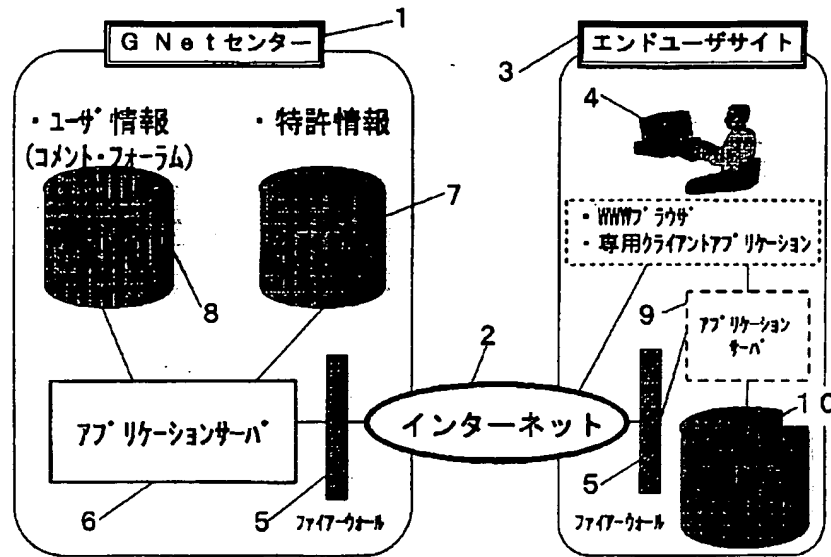 1
GNetセンター
エンドユーザサイト
3
4
・ユーザ情報
(コメント・フォーラム)
・特許情報
7
8
・WWWブラウザ
・専用クライアントアプリケーション
9
アプリケーション
サーバ
2
10
アプリケーションサーバ
インターネット
6
5
ファイアーウォール
5
ファイアーウォール